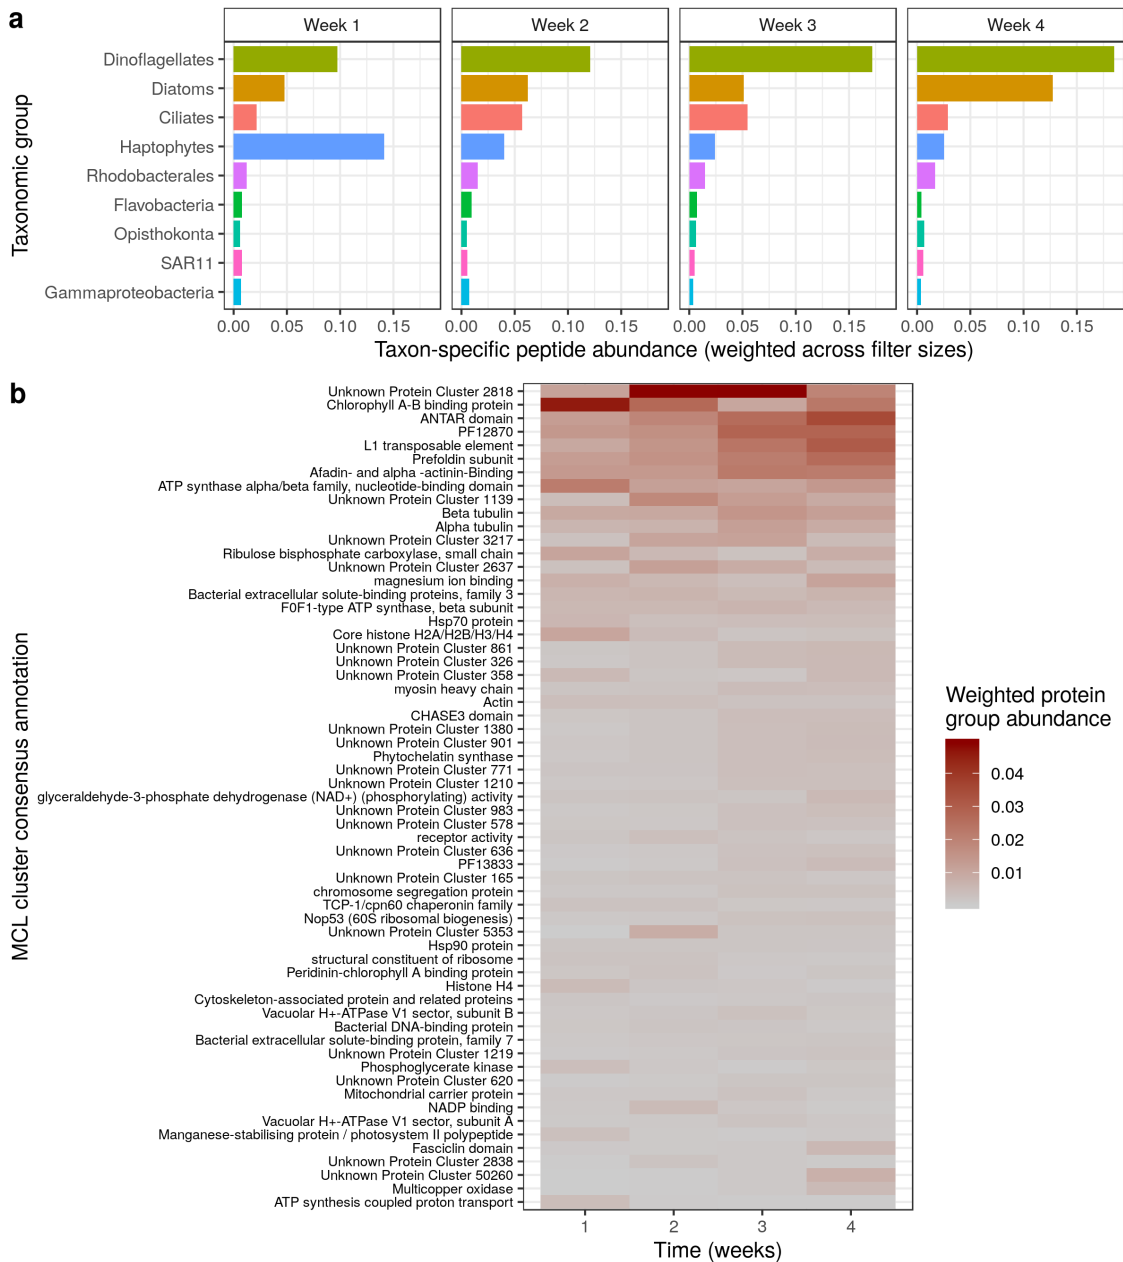 a
Week 1
Week 2
Week 3
Week 4
Taxonomic group
Dinoflagellates
Diatoms
Ciliates
Haptophytes
Rhodobacterales
Flavobacteria
Opisthokonta
SAR11
Gammaproteobacteria
0.00 0.05 0.10 0.15
0.00 0.05 0.10 0.15
0.00 0.05 0.10 0.15
0.00 0.05 0.10 0.15
Taxon-specific peptide abundance (weighted across filter sizes)
b
MCL cluster consensus annotation
Unknown Protein Cluster 2818
Chlorophyll A-B binding protein
ANTAR domain
PF12870
L1 transposable element
Prefoldin subunit
Afadin- and alpha -actinin-Binding
ATP synthase alpha/beta family, nucleotide-binding domain
Unknown Protein Cluster 1139
Beta tubulin
Alpha tubulin
Unknown Protein Cluster 3217
Ribulose bisphosphate carboxylase, small chain
Unknown Protein Cluster 2637
magnesium ion binding
Bacterial extracellular solute-binding proteins, family 3
F0F1-type ATP synthase, beta subunit
Hsp70 protein
Core histone H2A/H2B/H3/H4
Unknown Protein Cluster 861
Unknown Protein Cluster 326
Unknown Protein Cluster 358
myosin heavy chain
Actin
CHASE3 domain
Unknown Protein Cluster 1380
Unknown Protein Cluster 901
Phytochelatin synthase
Unknown Protein Cluster 771
Unknown Protein Cluster 1210
glyceraldehyde-3-phosphate dehydrogenase (NAD+) (phosphorylating) activity
Unknown Protein Cluster 983
Unknown Protein Cluster 578
receptor activity
Unknown Protein Cluster 636
PF13833
Unknown Protein Cluster 165
chromosome segregation protein
TCP-1/cpn60 chaperonin family
Nop53 (60S ribosomal biogenesis)
Unknown Protein Cluster 5353
Hsp90 protein
structural constituent of ribosome
Peridinin-chlorophyll A binding protein
Histone H4
Cytoskeleton-associated protein and related proteins
Vacuolar H+-ATPase V1 sector, subunit B
Bacterial DNA-binding protein
Bacterial extracellular solute-binding protein, family 7
Unknown Protein Cluster 1219
Phosphoglycerate kinase
Unknown Protein Cluster 620
Mitochondrial carrier protein
NADP binding
Vacuolar H+-ATPase V1 sector, subunit A
Manganese-stabilising protein / photosystem II polypeptide
Fasciclin domain
Unknown Protein Cluster 2838
Unknown Protein Cluster 50260
Multicopper oxidase
ATP synthesis coupled proton transport
1 2 3 4
Time (weeks)
Weighted protein
group abundance
0.04
0.03
0.02
0.01